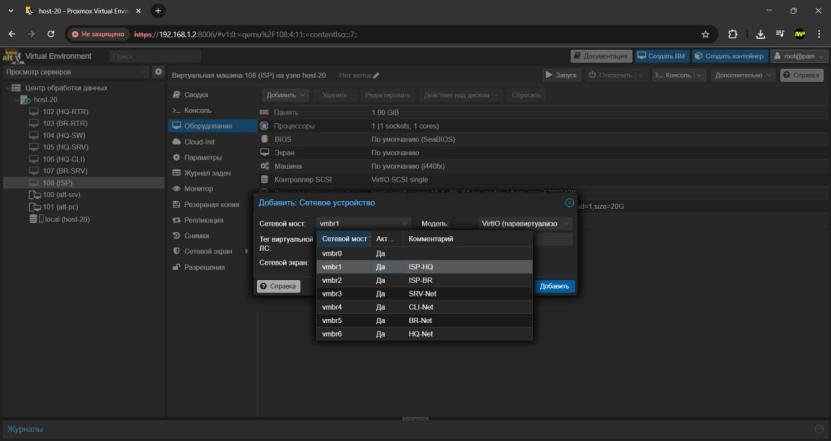 host-20 - Proxmox Virtual Envir
Не защищено https://192.168.1.2:8006/#v1:0:=qemu%2F108:4:11:=contentIso::7::
Virtual Environment Поиск Документация Создать ВМ Создать контейнер root@pam
Просмотр серверов
Виртуальная машина 108 (ISP) на узле host-20 Нет меток Запуск Отключить Консоль Дополнительно Справка
Центр обработки данных
host-20
102 (HQ-RTR)
103 (BR-RTR)
104 (HQ-SW)
105 (HQ-SRV)
106 (HQ-CLI)
107 (BR-SRV)
108 (ISP)
100 (alt-srv)
101 (alt-pc)
local (host-20)
Сводка
Консоль
Оборудование
Cloud-Init
Параметры
Журнал задач
Монитор
Резервная копия
Репликация
Снимки
Сетевой экран
Разрешения
Добавить Удалить Редактировать Действие над диском Сбросить
Память 1.00 GiB
Процессоры 1 (1 sockets, 1 cores)
BIOS По умолчанию (SeaBIOS)
Экран По умолчанию
Машина По умолчанию (i440fx)
Контроллер SCSI VirtIO SCSI single
d=1,size=20G
Добавить: Сетевое устройство
Сетевой мост: vmbr1 Модель: VirtIO (паравиртуализо
Тег виртуальной ЛС:
Сетевой экран:
Сетевой мост Акт... Комментарий
vmbr0 Да
vmbr1 Да ISP-HQ
vmbr2 Да ISP-BR
vmbr3 Да SRV-Net
vmbr4 Да CLI-Net
vmbr5 Да BR-Net
vmbr6 Да HQ-Net
Справка Добавить
Журналы